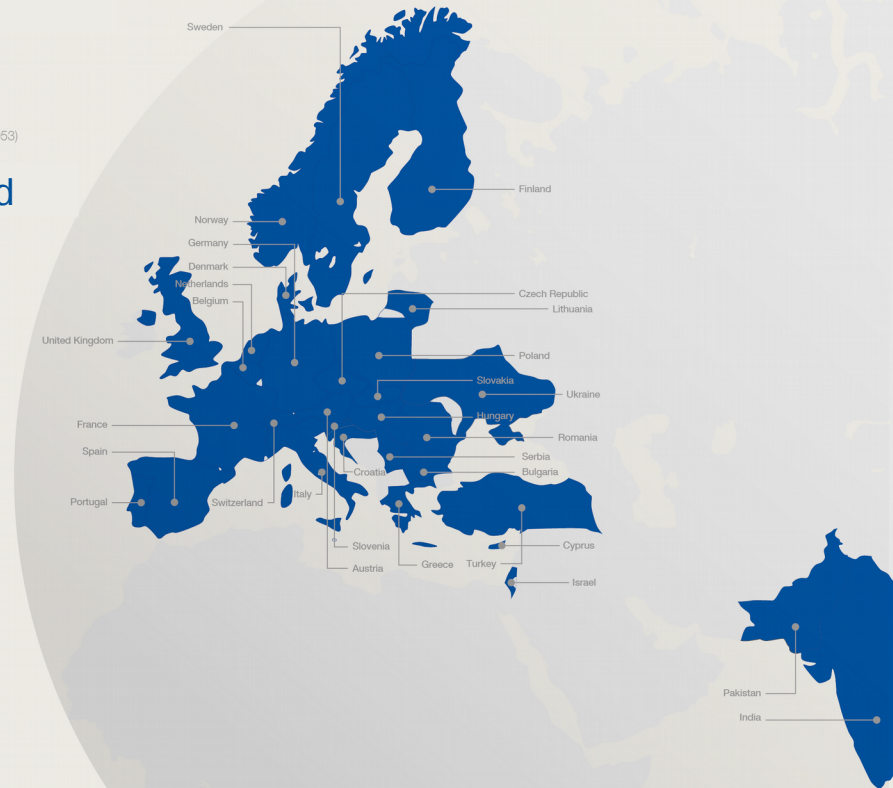 Sweden
53)
d
Finland
Norway
Germany
Denmark
Netherlands
Belgium
Czech Republic
Lithuania
United Kingdom
Poland
Slovakia
Ukraine
Hungary
France
Romania
Spain
Serbia
Croatia
Bulgaria
Italy
Portugal
Switzerland
Slovenia
Cyprus
Greece
Turkey
Austria
Israel
Pakistan
India